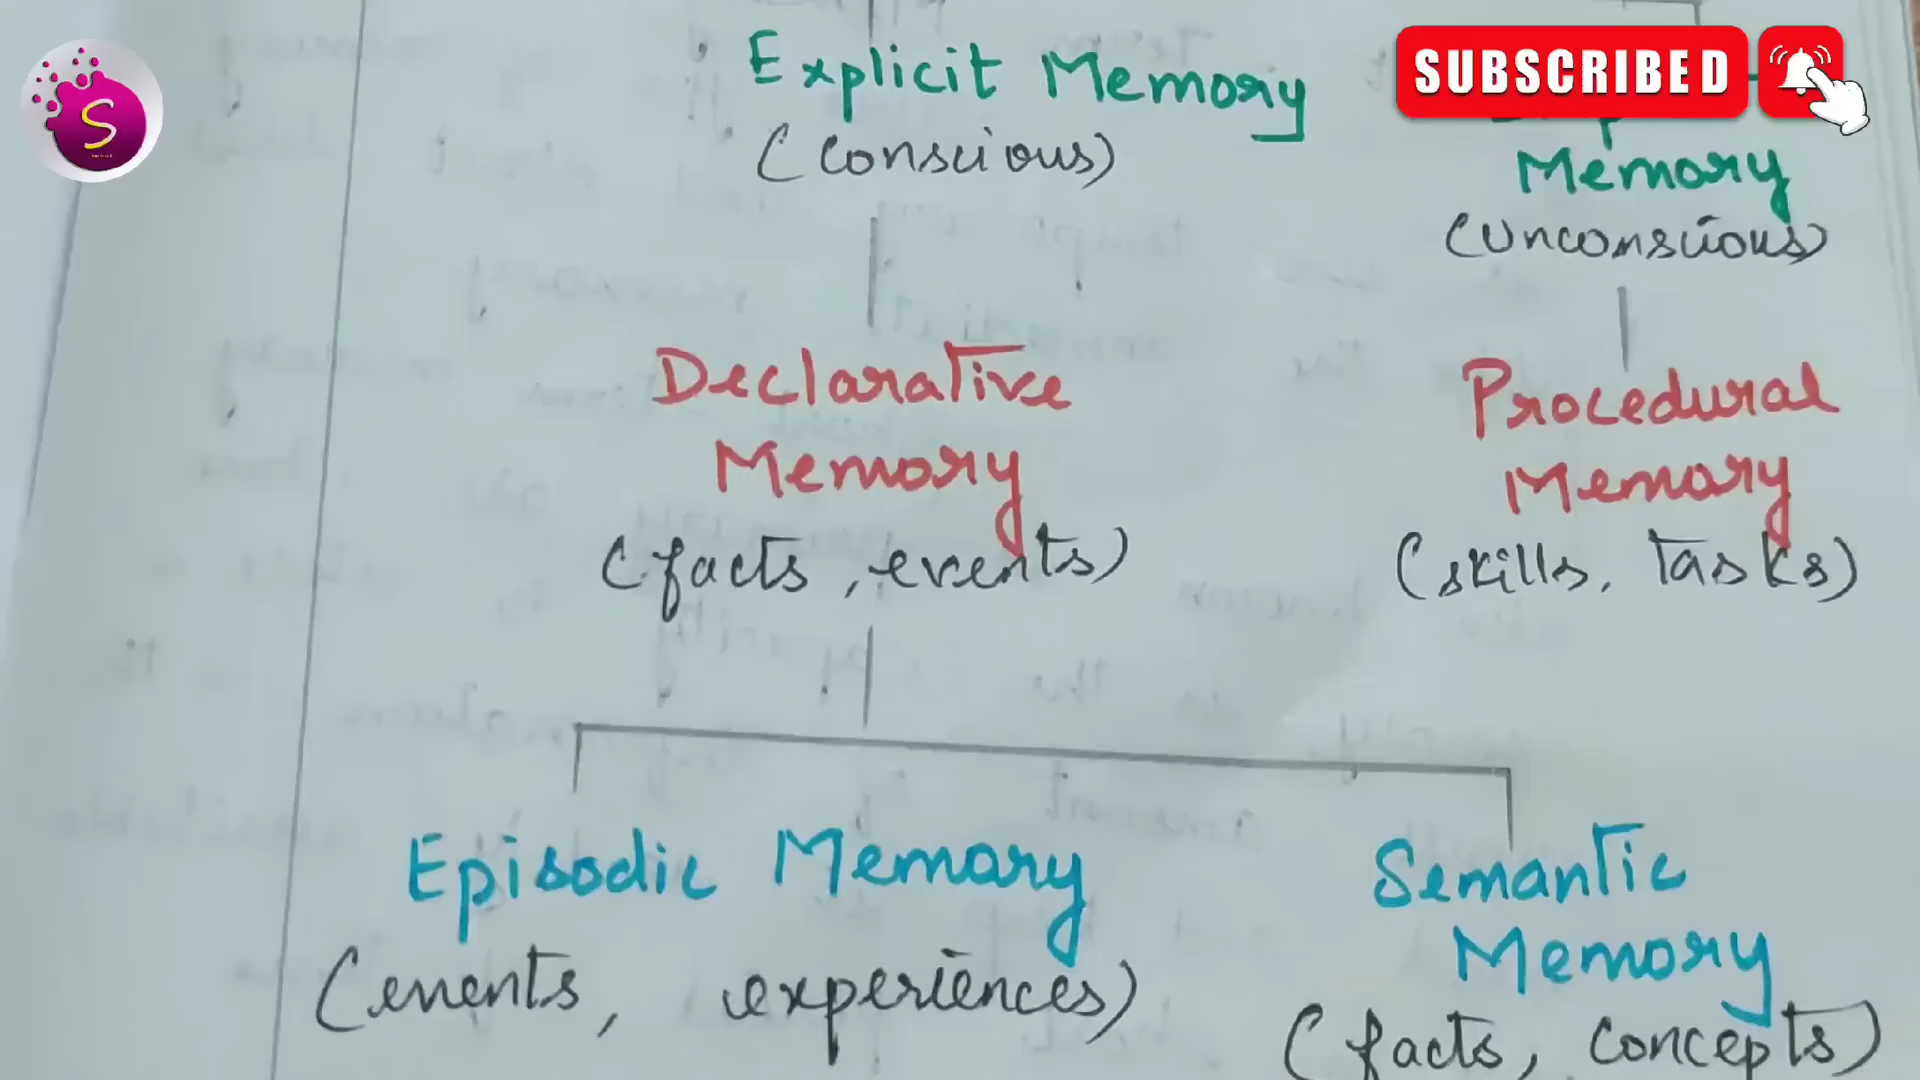 Explicit Memory
(conscious)
SUBSCRIBED
Memory
(unconscious)
Declarative
Memory
(facts, events)
Procedural
Memory
(skills, tasks)
Episodic Memory
(events, experiences)
Semantic
Memory
(facts, concepts)
S